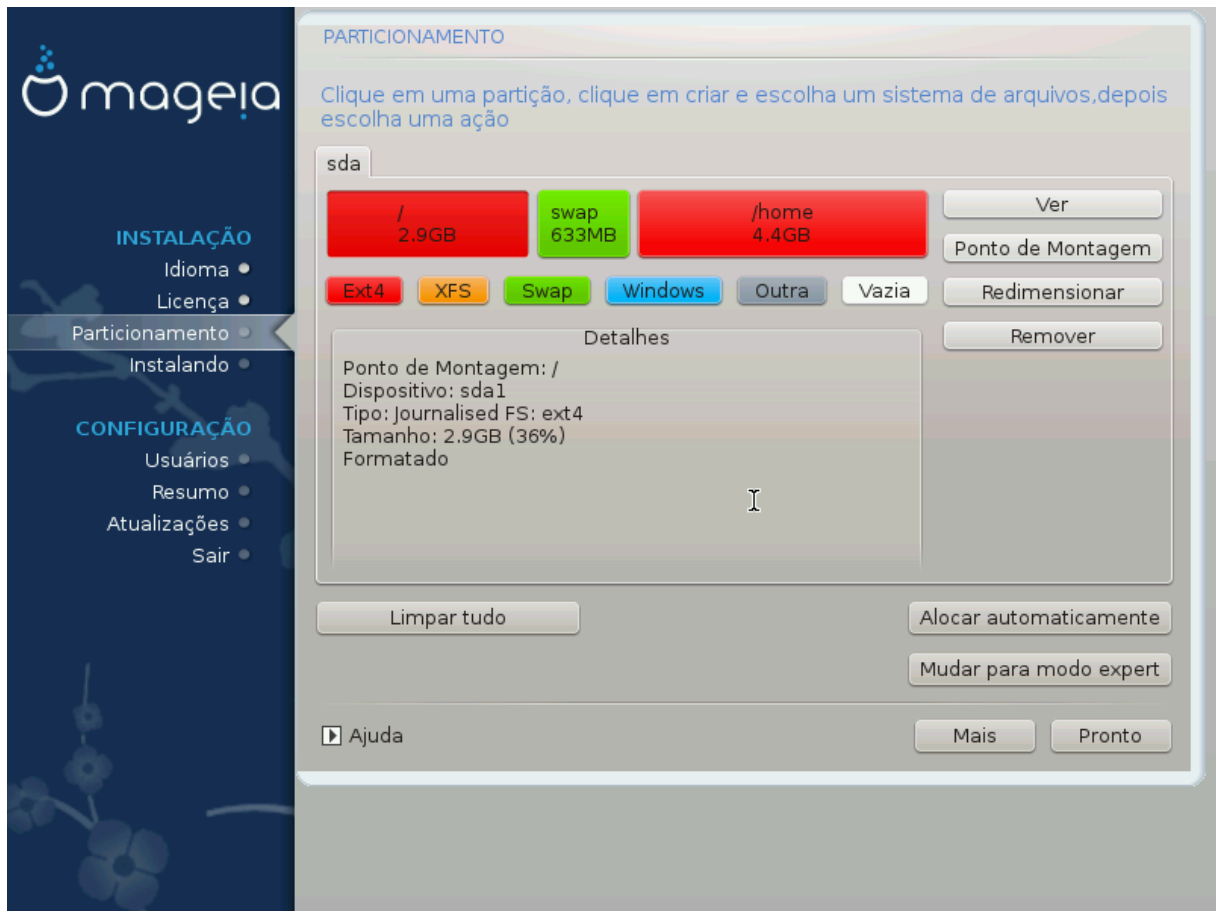 mageia
INSTALAÇÃO
Idioma
Licença
Particionamento
Instalando
CONFIGURAÇÃO
Usuários
Resumo
Atualizações
Sair
PARTICIONAMENTO
Clique em uma partição, clique em criar e escolha um sistema de arquivos,depois
escolha uma ação
sda
/
2.9GB
swap
633MB
/home
4.4GB
Ext4 XFS Swap Windows Outra Vazia
Ver
Ponto de Montagem
Redimensionar
Remover
Detalhes
Ponto de Montagem: /
Dispositivo: sda1
Tipo: Journalised FS: ext4
Tamanho: 2.9GB (36%)
Formatado
Limpar tudo
Alocar automaticamente
Mudar para modo expert
Ajuda
Mais
Pronto